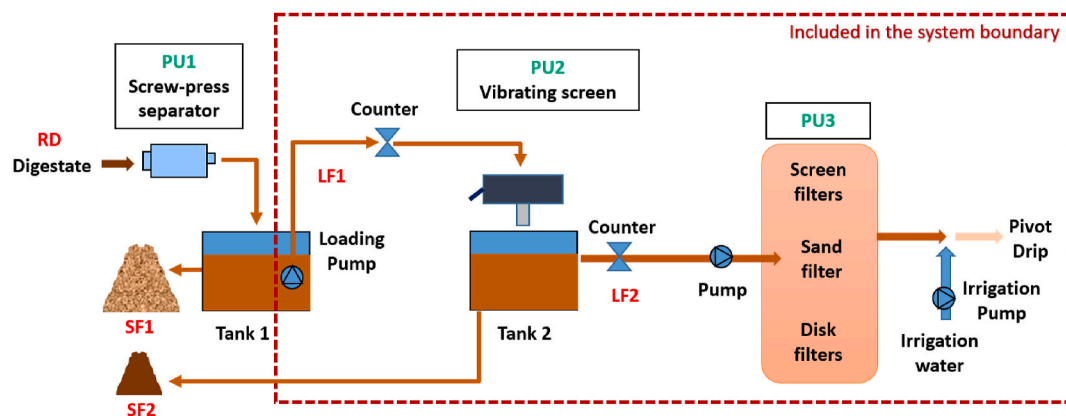 Included in the system boundary
PU1
Screw-press
separator
PU2
Vibrating screen
Counter
PU3
RD
Digestate
LF1
Screen
filters
Loading
Pump
Counter
Pivot
Drip
Sand
filter
LF2
Pump
Irrigation
Pump
SF1
Tank 1
Tank 2
Disk
filters
Irrigation
water
SF2